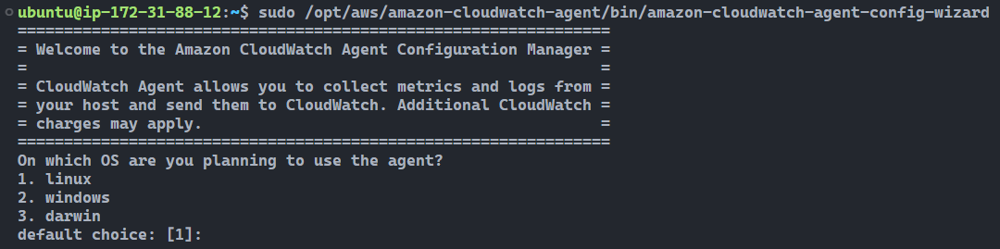 ubuntu@ip-172-31-88-12:~$ sudo /opt/aws/amazon-cloudwatch-agent/bin/amazon-cloudwatch-agent-config-wizard
================================================================
= Welcome to the Amazon CloudWatch Agent Configuration Manager =
=                                                              =
= CloudWatch Agent allows you to collect metrics and logs from =
= your host and send them to CloudWatch. Additional CloudWatch =
= charges may apply.                                           =
================================================================
On which OS are you planning to use the agent?
1. linux
2. windows
3. darwin
default choice: [1]: